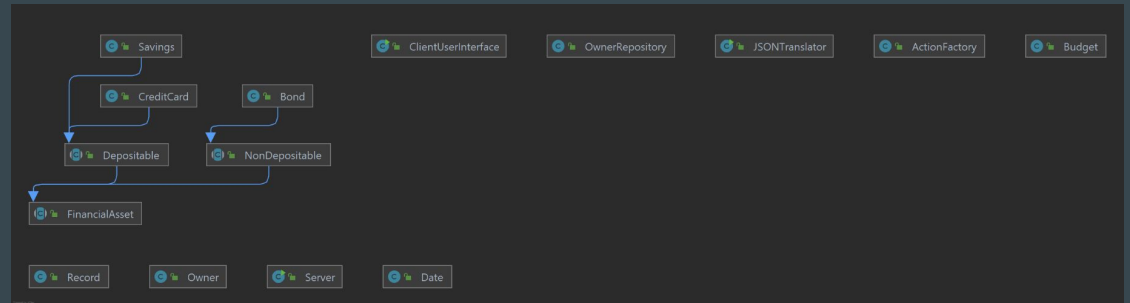 Savings ClientUserInterface OwnerRepository JSONTranslator ActionFactory Budget
CreditCard Bond
Depositable NonDepositable
FinancialAsset
Record Owner Server Date